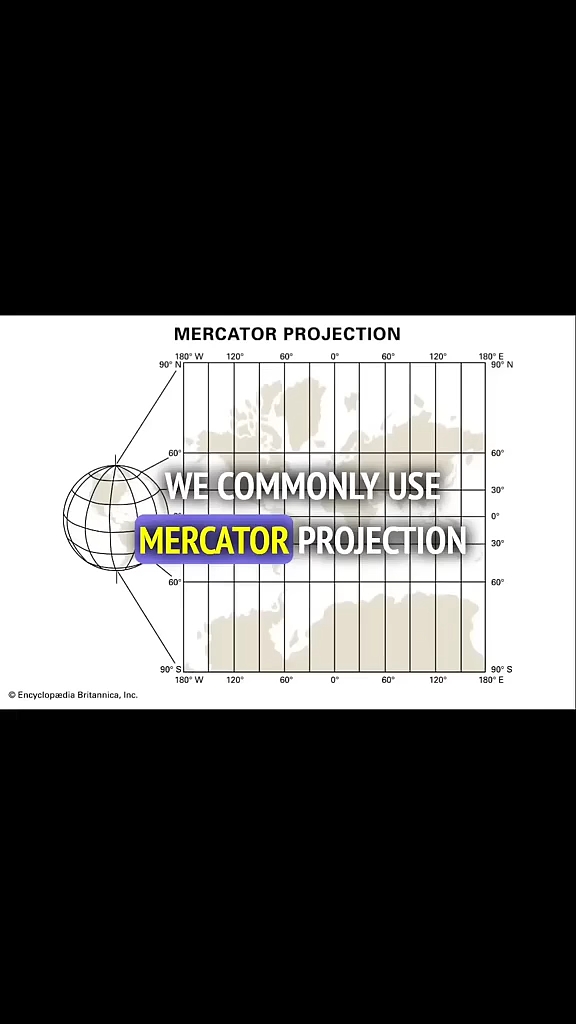 MERCATOR PROJECTION
180° W 120° 60° 0° 60° 120° 180° E
90° N 90° N
60° 60°
WE COMMONLY USE
30°
0°
MERCATOR PROJECTION
30°
60° 60°
90° S 90° S
180° W 120° 60° 0° 60° 120° 180° E
© Encyclopædia Britannica, Inc.